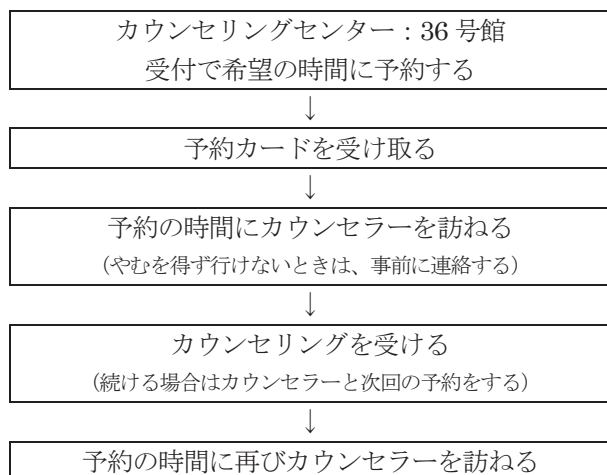 カウンセリングセンター：36 号館
受付で希望の時間に予約する
↓
予約カードを受け取る
↓
予約の時間にカウンセラーを訪ねる
（やむを得ず行けないときは、事前に連絡する）
↓
カウンセリングを受ける
（続ける場合はカウンセラーと次回の予約をする）
↓
予約の時間に再びカウンセラーを訪ねる